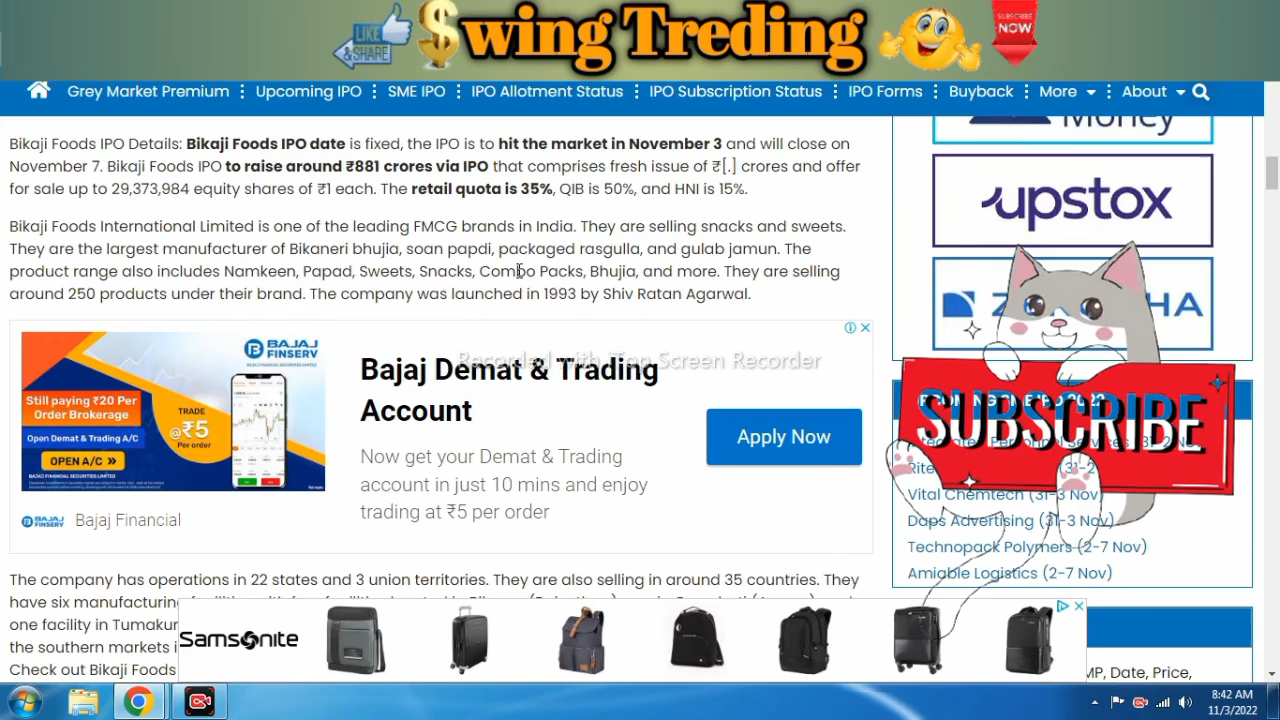 LIKE
& SHARE
$wing Treding
SUBSCRIBE
NOW
Grey Market Premium
Upcoming IPO
SME IPO
IPO Allotment Status
IPO Subscription Status
IPO Forms
Buyback
More
About
Bikaji Foods IPO Details: Bikaji Foods IPO date is fixed, the IPO is to hit the market in November 3 and will close on
November 7. Bikaji Foods IPO to raise around ₹881 crores via IPO that comprises fresh issue of ₹[.] crores and offer
for sale up to 29,373,984 equity shares of ₹1 each. The retail quota is 35%, QIB is 50%, and HNI is 15%.
Bikaji Foods International Limited is one of the leading FMCG brands in India. They are selling snacks and sweets.
They are the largest manufacturer of Bikaneri bhujia, soan papdi, packaged rasgulla, and gulab jamun. The
product range also includes Namkeen, Papad, Sweets, Snacks, Combo Packs, Bhujia, and more. They are selling
around 250 products under their brand. The company was launched in 1993 by Shiv Ratan Agarwal.
BAJAJ
FINSERV
Still paying ₹20 Per
Order Brokerage
Open Demat & Trading A/C
OPEN A/C
BAJAJ FINANCIAL SECURITIES LIMITED
TRADE
@₹5
Per order
BAJAJ
FINSERV
Bajaj Financial
Bajaj Demat & Trading
Account
Now get your Demat & Trading
account in just 10 mins and enjoy
trading at ₹5 per order
Apply Now
Recorded with iTop Screen Recorder
The company has operations in 22 states and 3 union territories. They are also selling in around 35 countries. They
have six manufacturing
one facility in Tumakur
the southern markets i
Check out Bikaji Foods
Samsonite
Money
upstox
SUBSCRIBE
Vital Chemtech (31-3 Nov)
Daps Advertising (31-3 Nov)
Technopack Polymers (2-7 Nov)
Amiable Logistics (2-7 Nov)
MP, Date, Price,
8:42 AM
11/3/2022